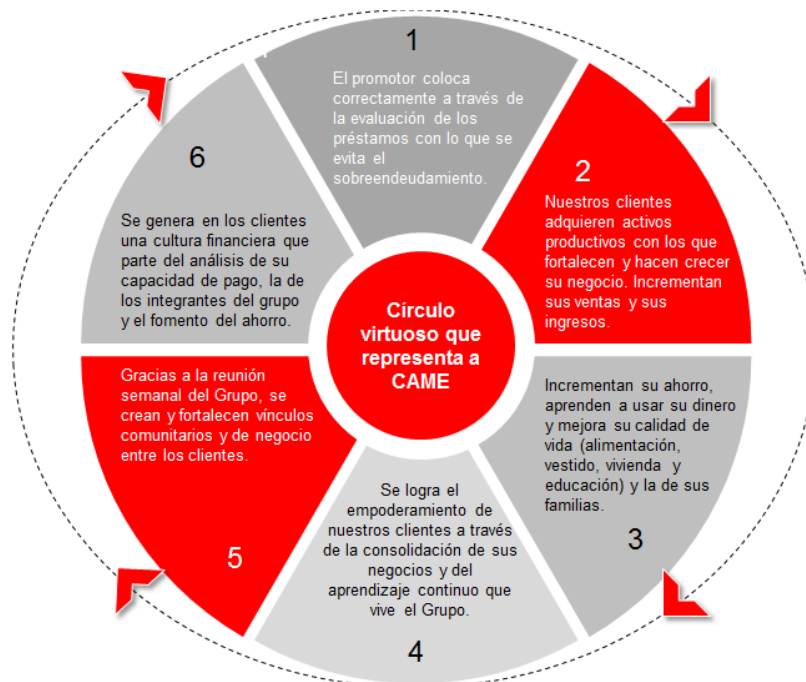 1
El promotor coloca
correctamente a través de
la evaluación de los
préstamos con lo que se
evita el
sobreendeudamiento.
2
Nuestros clientes
adquieren activos
productivos con los que
fortalecen y hacen crecer
su negocio. Incrementan
sus ventas y sus
ingresos.
Incrementan su ahorro,
aprenden a usar su dinero
y mejora su calidad de
vida (alimentación,
vestido, vivienda y
educación) y la de sus
familias.
3
Se logra el
empoderamiento de
nuestros clientes a través
de la consolidación de sus
negocios y del
aprendizaje continuo que
vive el Grupo.
4
Gracias a la reunión
semanal del Grupo, se
crean y fortalecen vínculos
comunitarios y de negocio
entre los clientes.
5
6
Se genera en los clientes
una cultura financiera que
parte del análisis de su
capacidad de pago, la de
los integrantes del grupo
y el fomento del ahorro.
Círculo
virtuoso que
representa a
CAME